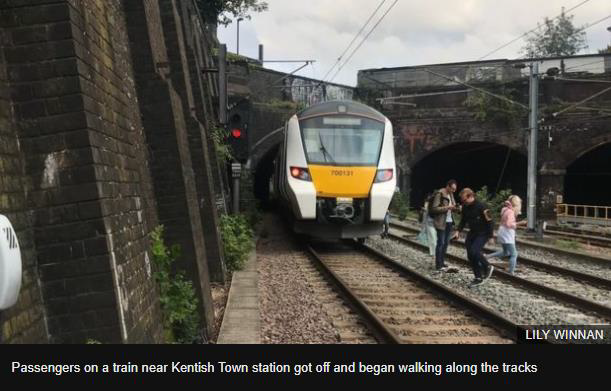 700131
LILY WINNAN
Passengers on a train near Kentish Town station got off and began walking along the tracks